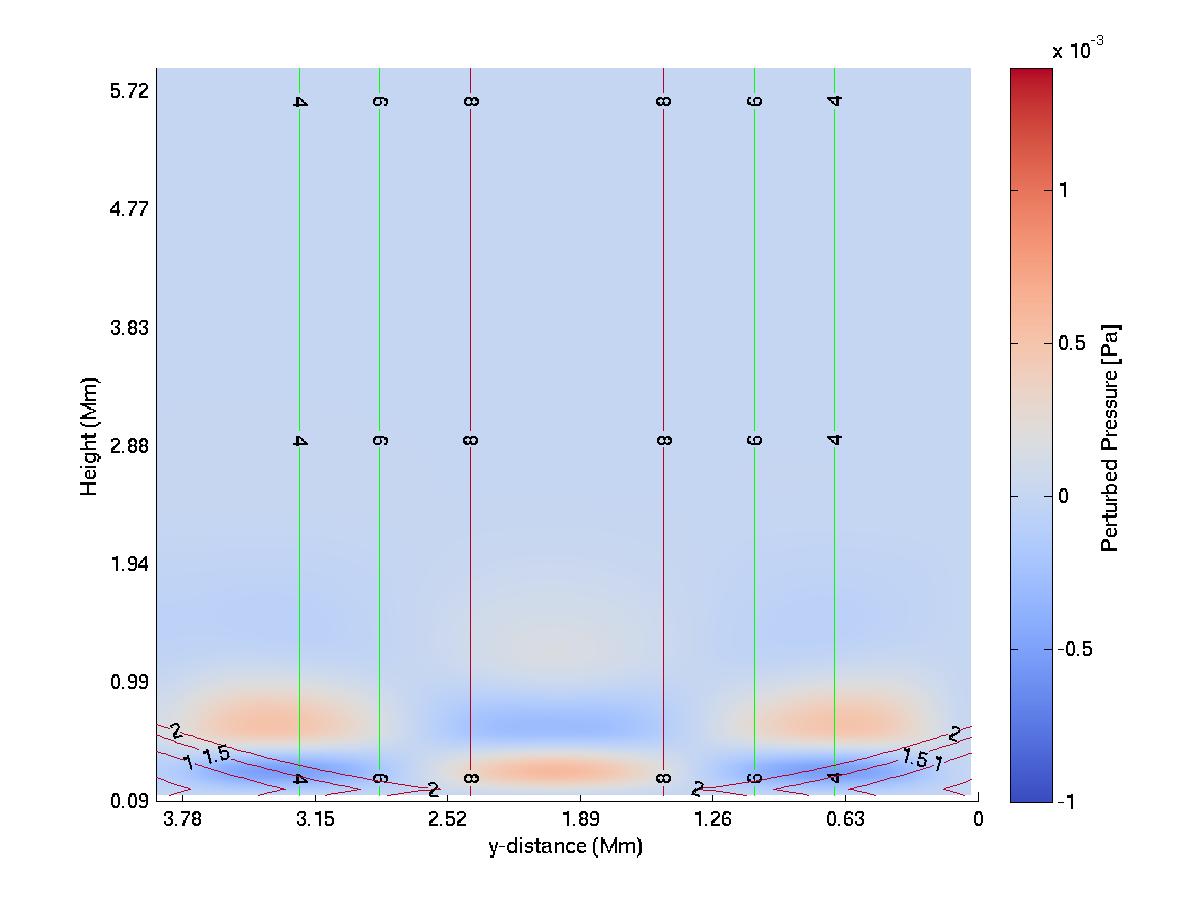 x 10-3
5.72
4 6 8 8 6 4
4.77
1
3.83
0.5
2.88
4 6 8 8 6 4
0
1.94
-0.5
0.99
2 2
1 1.5 1.5 1
4 6 8 8 6 4
2 2
0.09
-1
3.78 3.15 2.52 1.89 1.26 0.63 0
y-distance (Mm)
Height (Mm)
Perturbed Pressure [Pa]